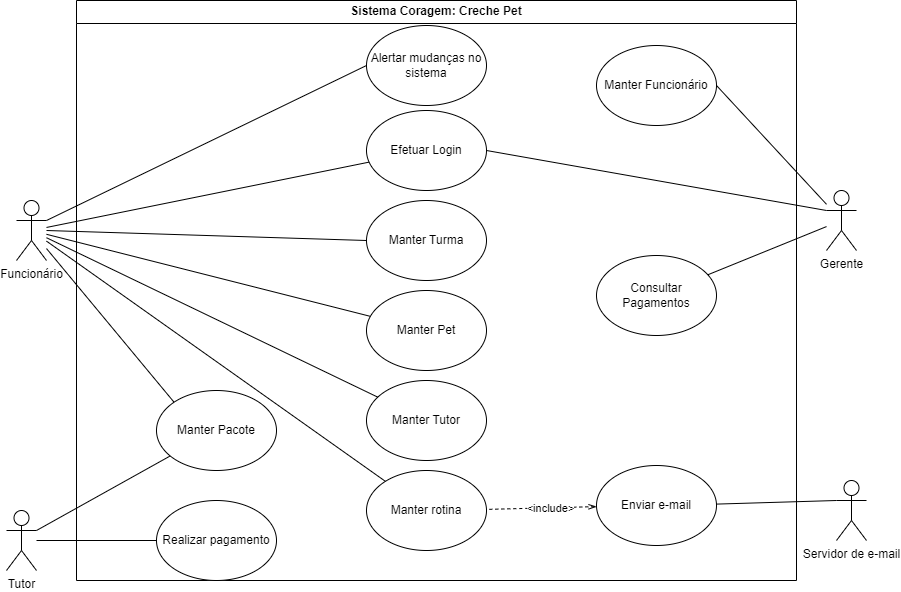 Sistema Coragem: Creche Pet
Alertar mudanças no
sistema
Manter Funcionário
Efetuar Login
Manter Turma
Funcionário
Gerente
Consultar
Pagamentos
Manter Pet
Manter Tutor
Manter Pacote
Manter rotina
<include>
Enviar e-mail
Realizar pagamento
Servidor de e-mail
Tutor